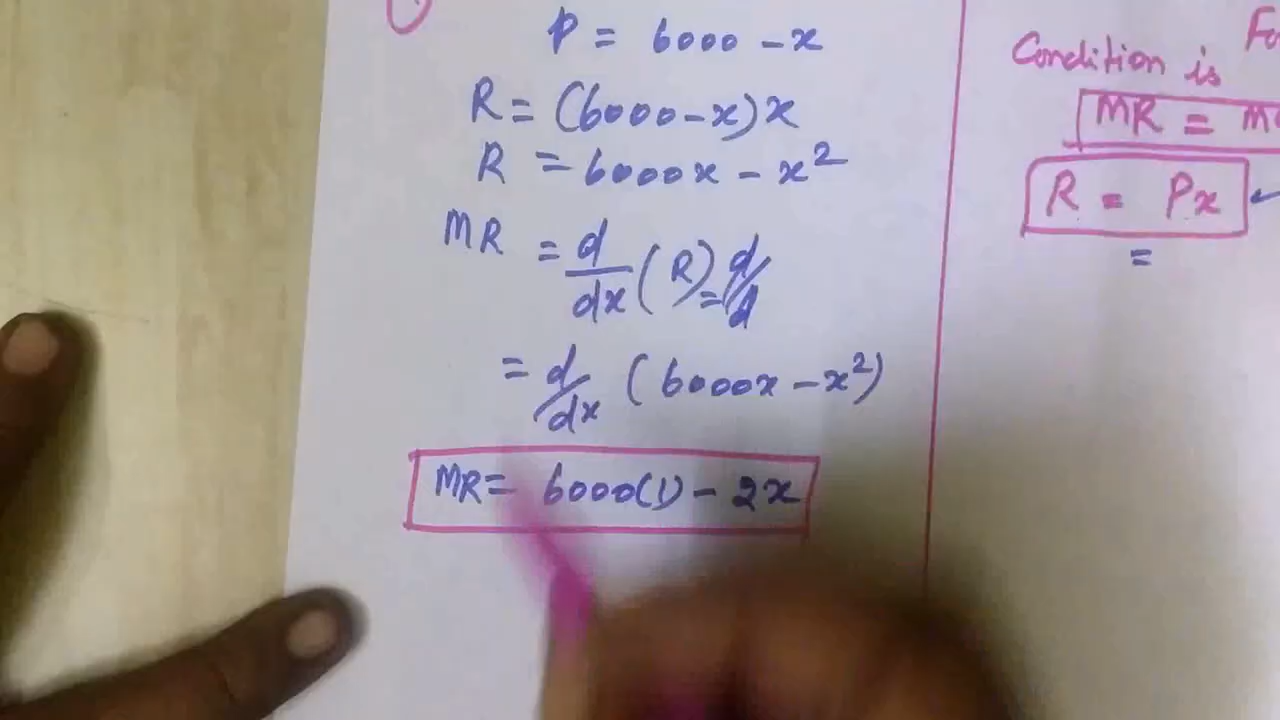 P = 6000 - x
R = (6000 - x)x
R = 6000x - x²
MR = d/dx (R) = d/d
= d/dx (6000x - x²)
MR = 6000(1) - 2x
Condition is
MR =
R = Px
=